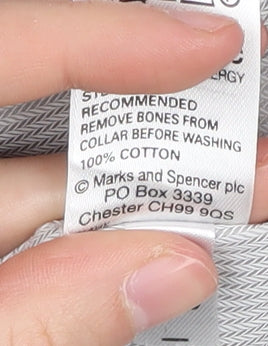 ERGY
RECOMMENDED
REMOVE BONES FROM
COLLAR BEFORE WASHING
100% COTTON
© Marks and Spencer plc
PO Box 3339
Chester CH99 9QS